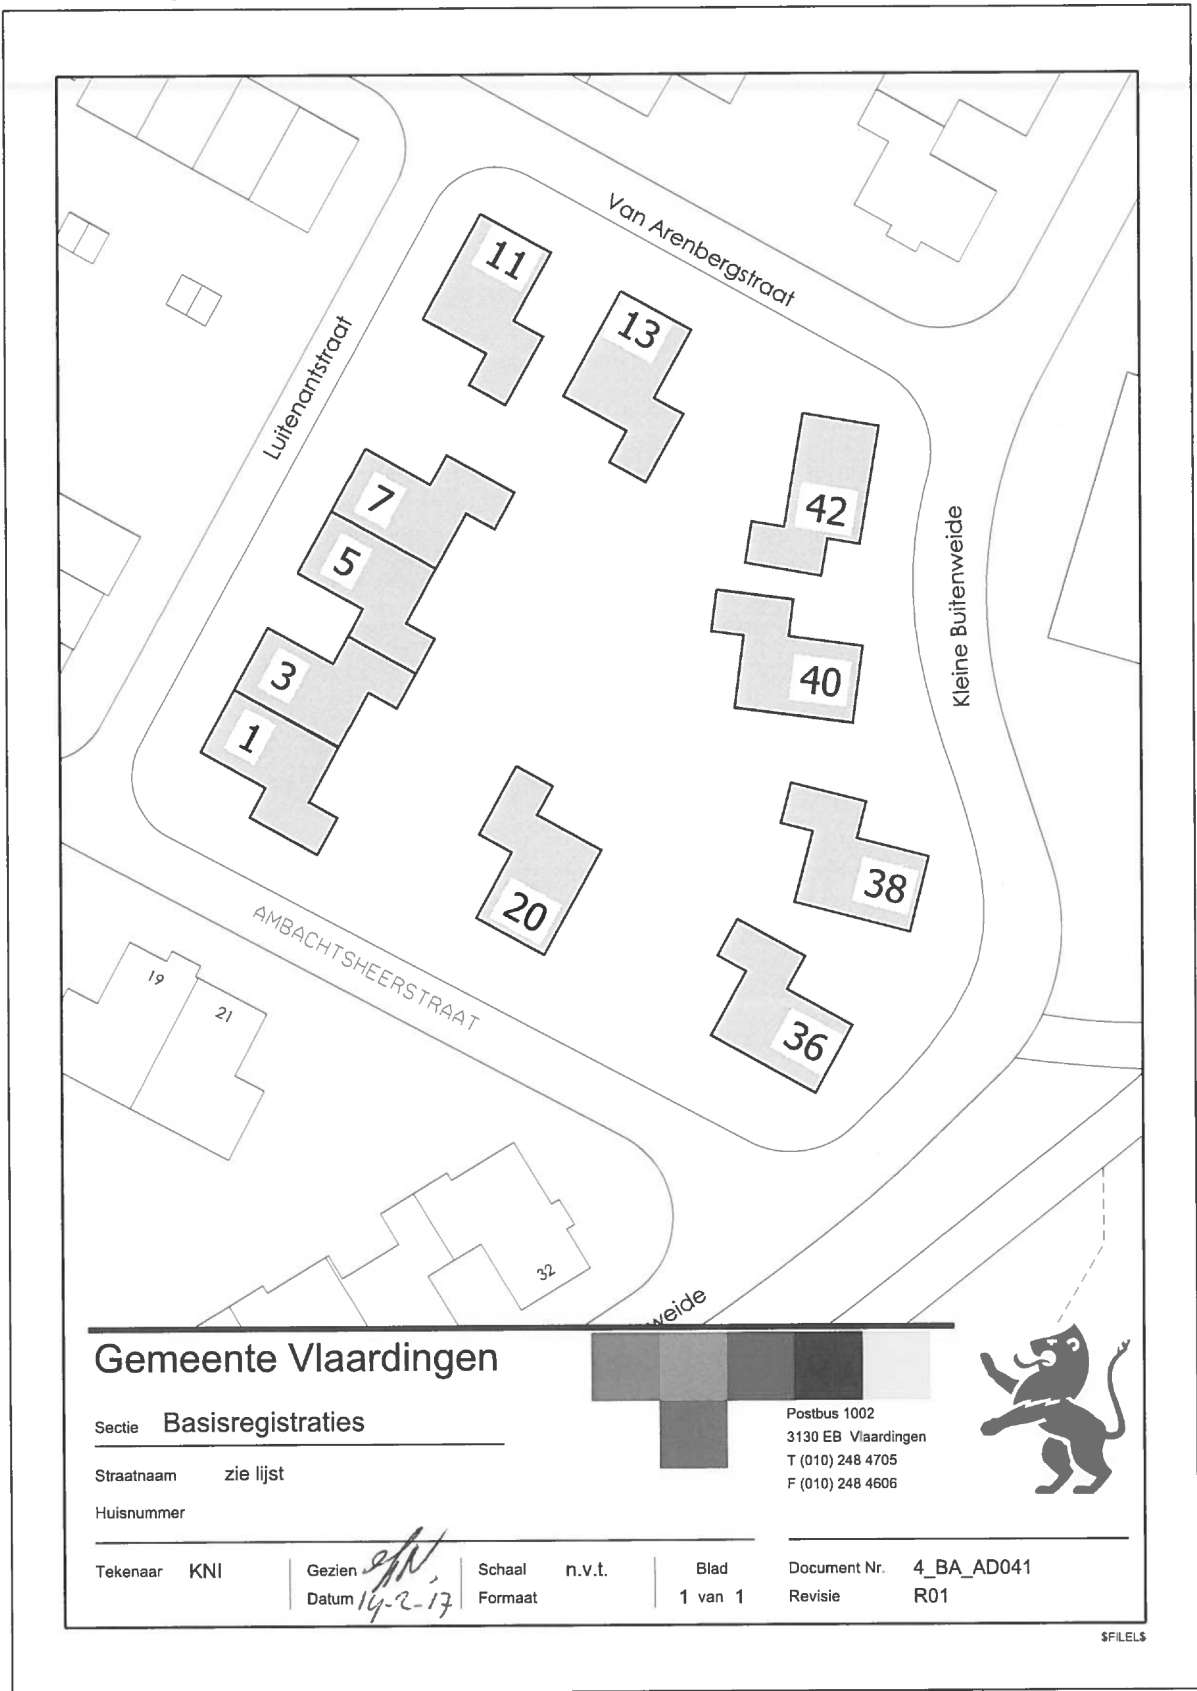 Van Arenbergstraat
11
13
Luitenantstraat
7
42
5
Kleine Buitenweide
3
40
1
38
20
AMBACHTSHEERSTRAAT
19
21
36
32
weide
Gemeente Vlaardingen
Sectie Basisregistraties
Postbus 1002
3130 EB Vlaardingen
T (010) 248 4705
F (010) 248 4606
Straatnaam zie lijst
Huisnummer
Tekenaar KNI Gezien Schaal n.v.t. Blad Document Nr. 4_BA_AD041
Datum 14-2-17 Formaat 1 van 1 Revisie R01
$FILEL$